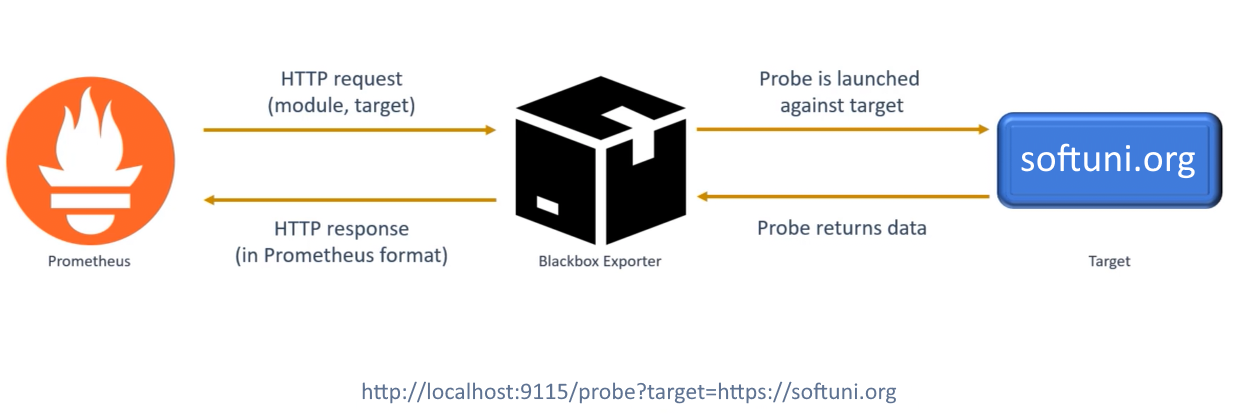 HTTP request
(module, target)
Probe is launched
against target
softuni.org
HTTP response
(in Prometheus format)
Probe returns data
Prometheus
Blackbox Exporter
Target
http://localhost:9115/probe?target=https://softuni.org